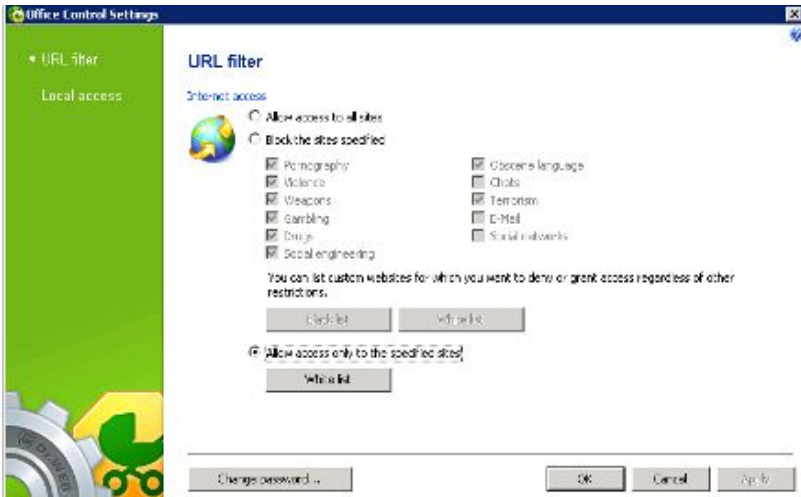 Office Control Settings
URL filter
Local access
URL filter
Internet access
Allow access to all sites
Block the sites specified
Pornography
Obscene language
Violence
Chats
Weapons
Terrorism
Gambling
E-Mail
Drugs
Social networks
Social engineering
You can list custom websites for which you want to deny or grant access regardless of other
restrictions.
Black list
White list
Allow access only to the specified sites
White list
Change password...
OK
Cancel
Apply